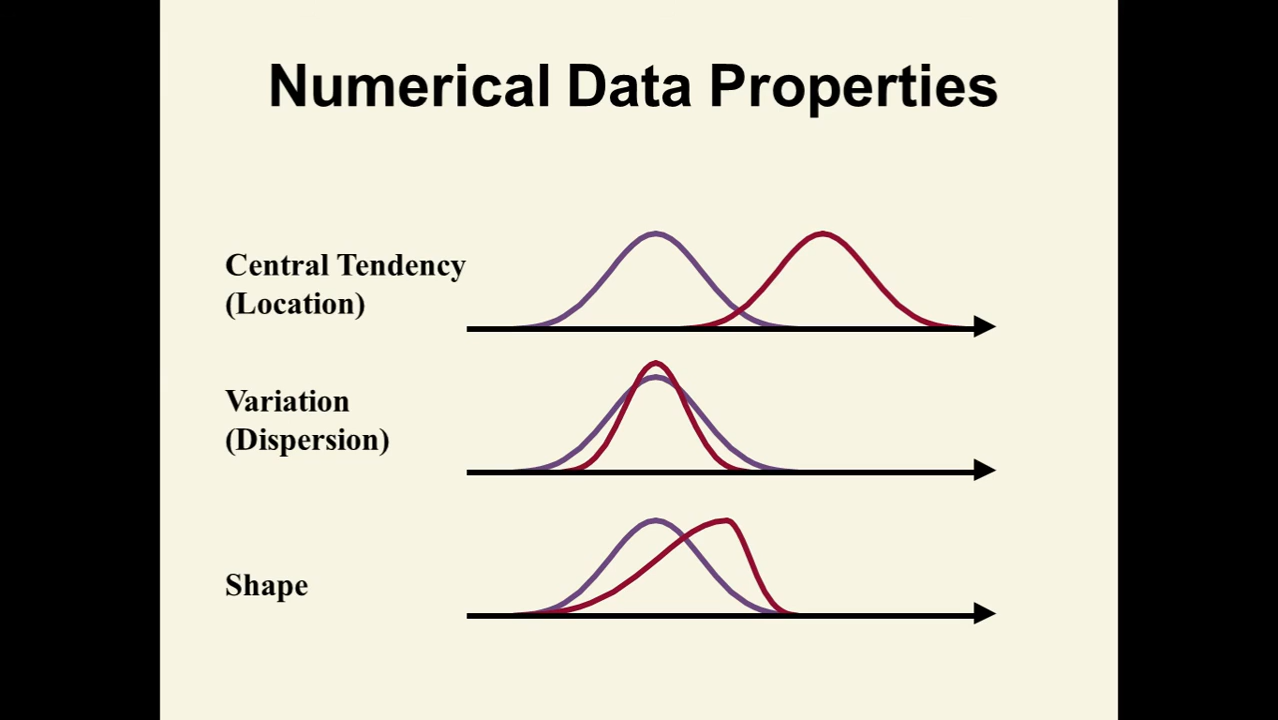 Numerical Data Properties
Central Tendency
(Location)
Variation
(Dispersion)
Shape